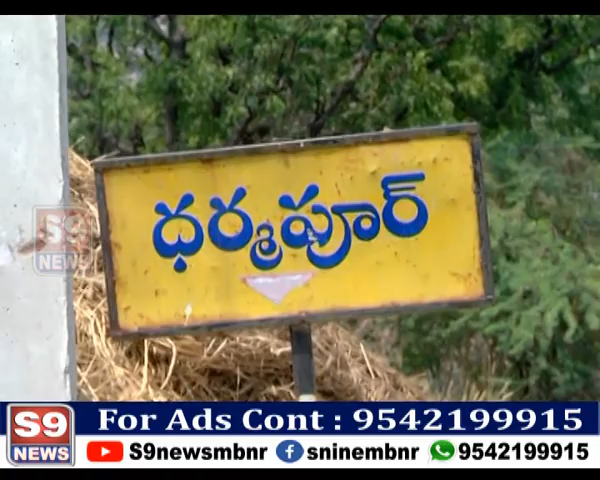 ధర్మపూర్
S9
NEWS
S9
NEWS
For Ads Cont : 9542199915
S9newsmbnr sninembnr 9542199915